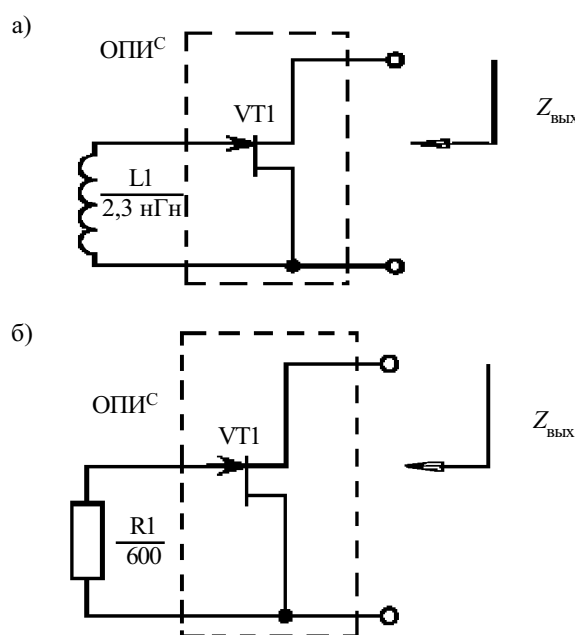 а)
ОПИС
VT1
Zвых
L1
2,3 нГн
б)
ОПИС
VT1
Zвых
R1
600